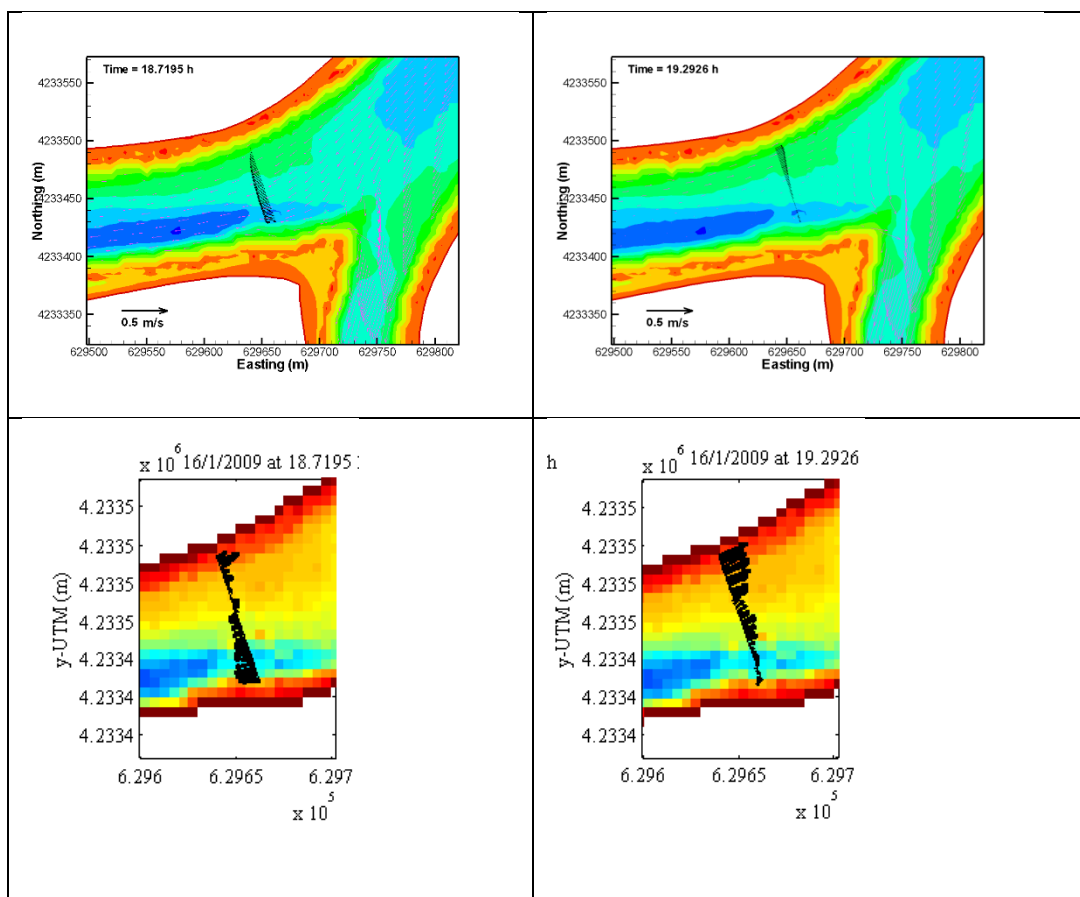 Time = 18.7195 h
Northing (m)
4233550
4233500
4233450
4233400
4233350
0.5 m/s
629500 629550 629600 629650 629700 629750 629800
Easting (m)
Time = 19.2926 h
Northing (m)
4233550
4233500
4233450
4233400
4233350
0.5 m/s
629500 629550 629600 629650 629700 629750 629800
Easting (m)
x 10^6 16/1/2009 at 18.7195
y-UTM (m)
4.2335
4.2335
4.2335
4.2335
4.2334
4.2334
4.2334
6.296 6.2965 6.297
x 10^5
h
x 10^6 16/1/2009 at 19.2926
y-UTM (m)
4.2335
4.2335
4.2335
4.2335
4.2334
4.2334
4.2334
6.296 6.2965 6.297
x 10^5